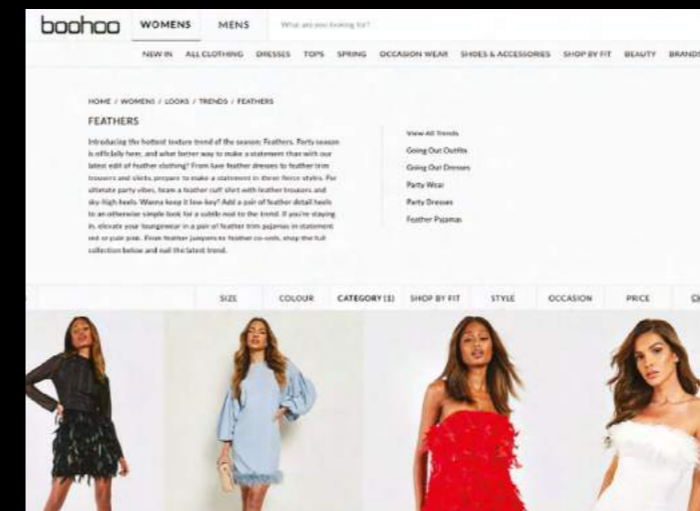 boohoo WOMENS MENS What are you looking for?
NEW IN ALL CLOTHING DRESSES TOPS SPRING OCCASION WEAR SHOES & ACCESSORIES SHOP BY FIT BEAUTY BRANDS
HOME / WOMENS / LOOKS / TRENDS / FEATHERS
FEATHERS
Introducing the hottest texture trend of the season: Feathers. Party season
is officially here, and what better way to make a statement than with our
latest edit of feather clothing? From luxe feather dresses to feather trim
trousers and skirts, prepare to make a statement in these fierce styles. For
ultimate party vibes, team a feather cuff shirt with leather trousers and
sky-high heels. Wanna keep it low-key? Add a pair of feather detail heels
to an otherwise simple look for a subtle nod to the trend. If you're staying
in, elevate your loungewear in a pair of feather trim pajamas in statement
red or pale pink. From feather jumpers to feather co-ords, shop the full
collection below and nail the latest trend.
View All Trends
Going Out Outfits
Going Out Dresses
Party Wear
Party Dresses
Feather Pajamas
SIZE COLOUR CATEGORY (1) SHOP BY FIT STYLE OCCASION PRICE